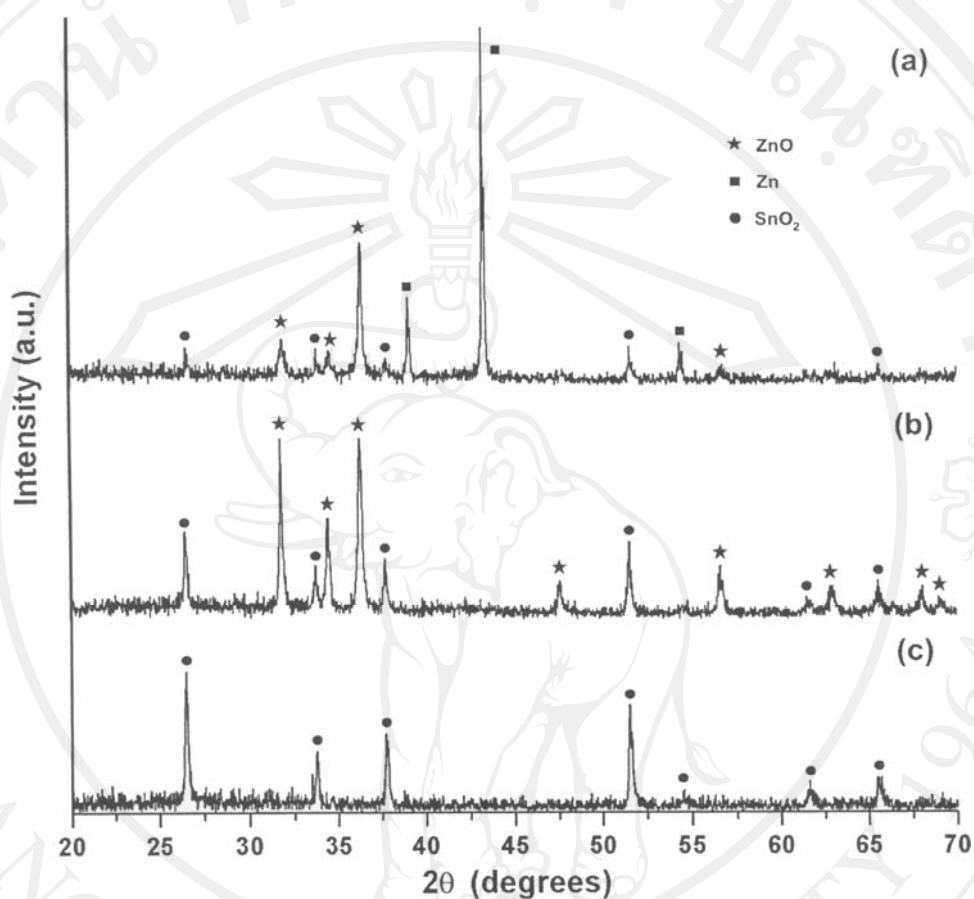 (a)
★ ZnO
■ Zn
● SnO₂
(b)
(c)
Intensity (a.u.)
20 25 30 35 40 45 50 55 60 65 70
2θ (degrees)